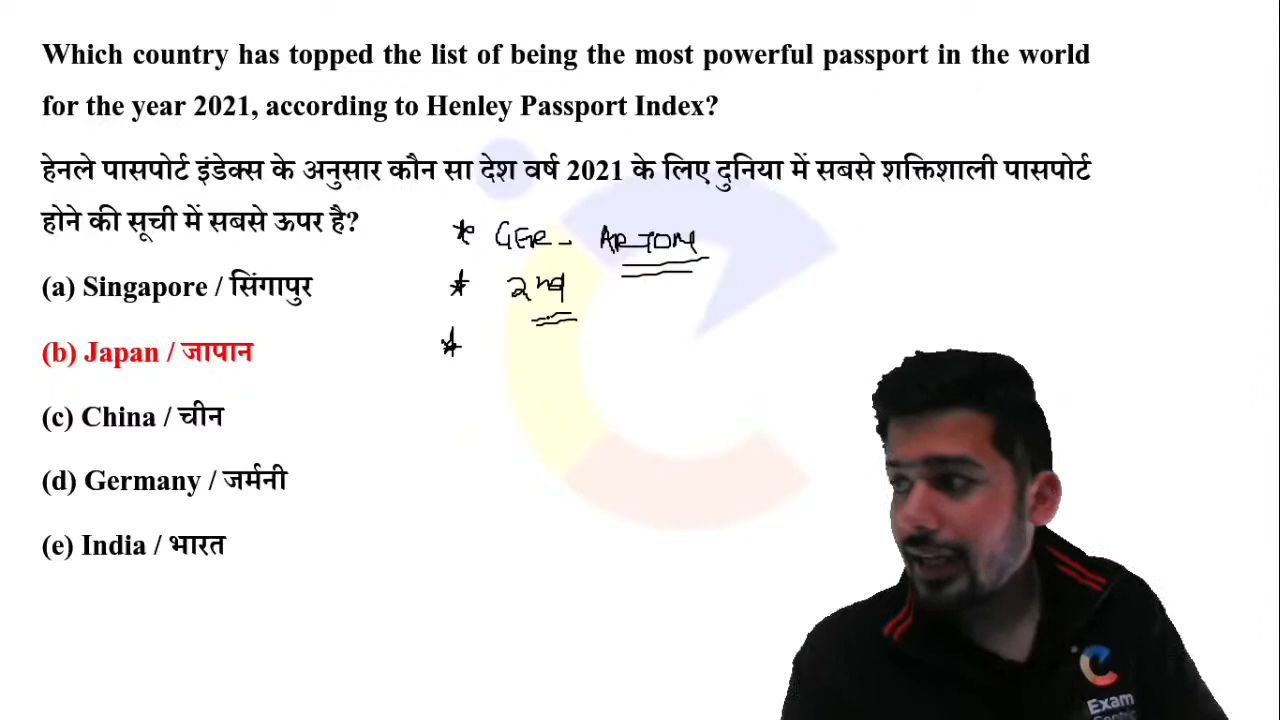 Which country has topped the list of being the most powerful passport in the world
for the year 2021, according to Henley Passport Index?
हेनले पासपोर्ट इंडेक्स के अनुसार कौन सा देश वर्ष 2021 के लिए दुनिया में सबसे शक्तिशाली पासपोर्ट
होने की सूची में सबसे ऊपर है?
* GER - ARTOM
(a) Singapore / सिंगापुर
* 2nd
(b) Japan / जापान
*
(c) China / चीन
(d) Germany / जर्मनी
(e) India / भारत
Exam